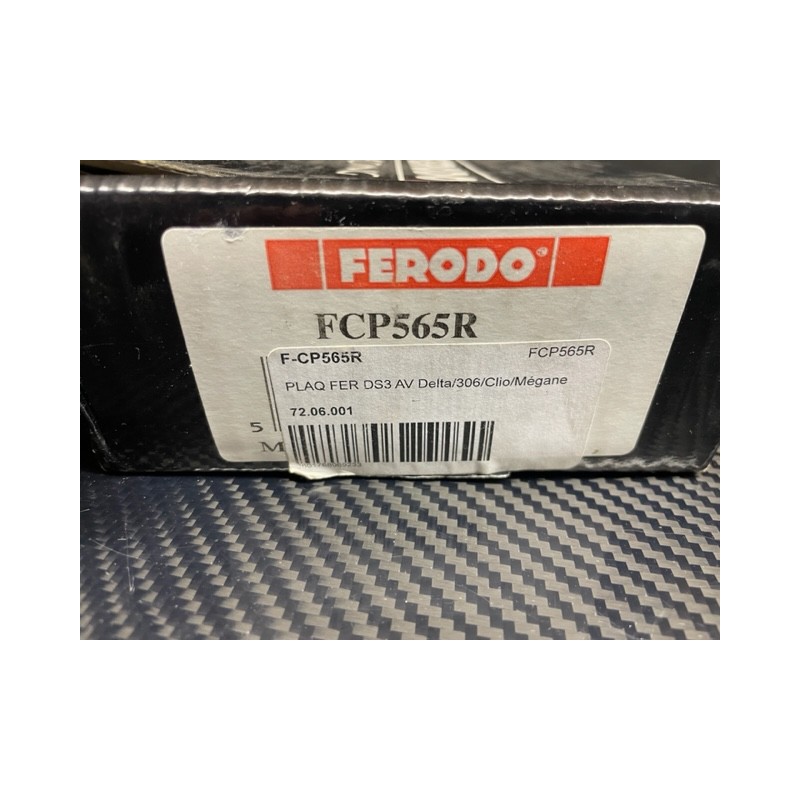 FERODO®
FCP565R
F-CP565R FCP565R
PLAQ FER DS3 AV Delta/306/Clio/Mégane
72.06.001
5
M